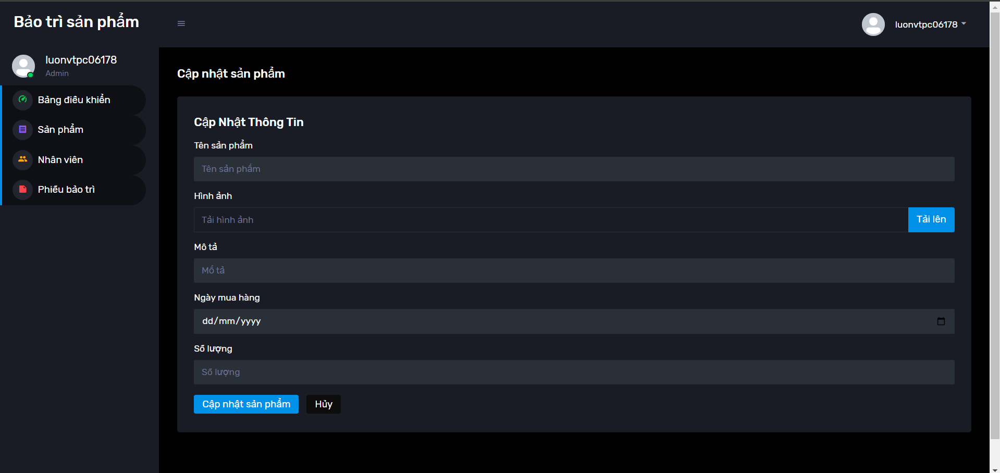 Bảo trì sản phẩm
luonvtpc06178
luonvtpc06178
Admin
Bảng điều khiển
Sản phẩm
Nhân viên
Phiếu bảo trì
Cập nhật sản phẩm
Cập Nhật Thông Tin
Tên sản phẩm
Tên sản phẩm
Hình ảnh
Tải hình ảnh
Tải lên
Mô tả
Mổ tả
Ngày mua hàng
dd/mm/yyyy
Số lượng
Số lượng
Cập nhật sản phẩm
Hủy